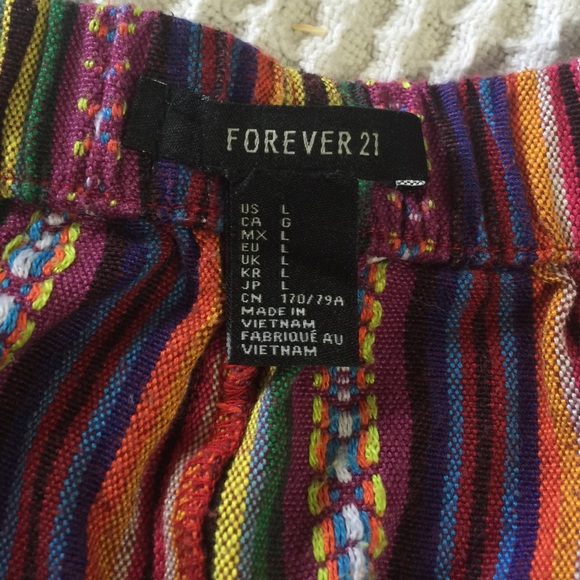 FOREVER 21
US L
CA G
MX L
EU L
UK L
KR L
JP L
CN 170/79A
MADE IN
VIETNAM
FABRIQUÉ AU
VIETNAM